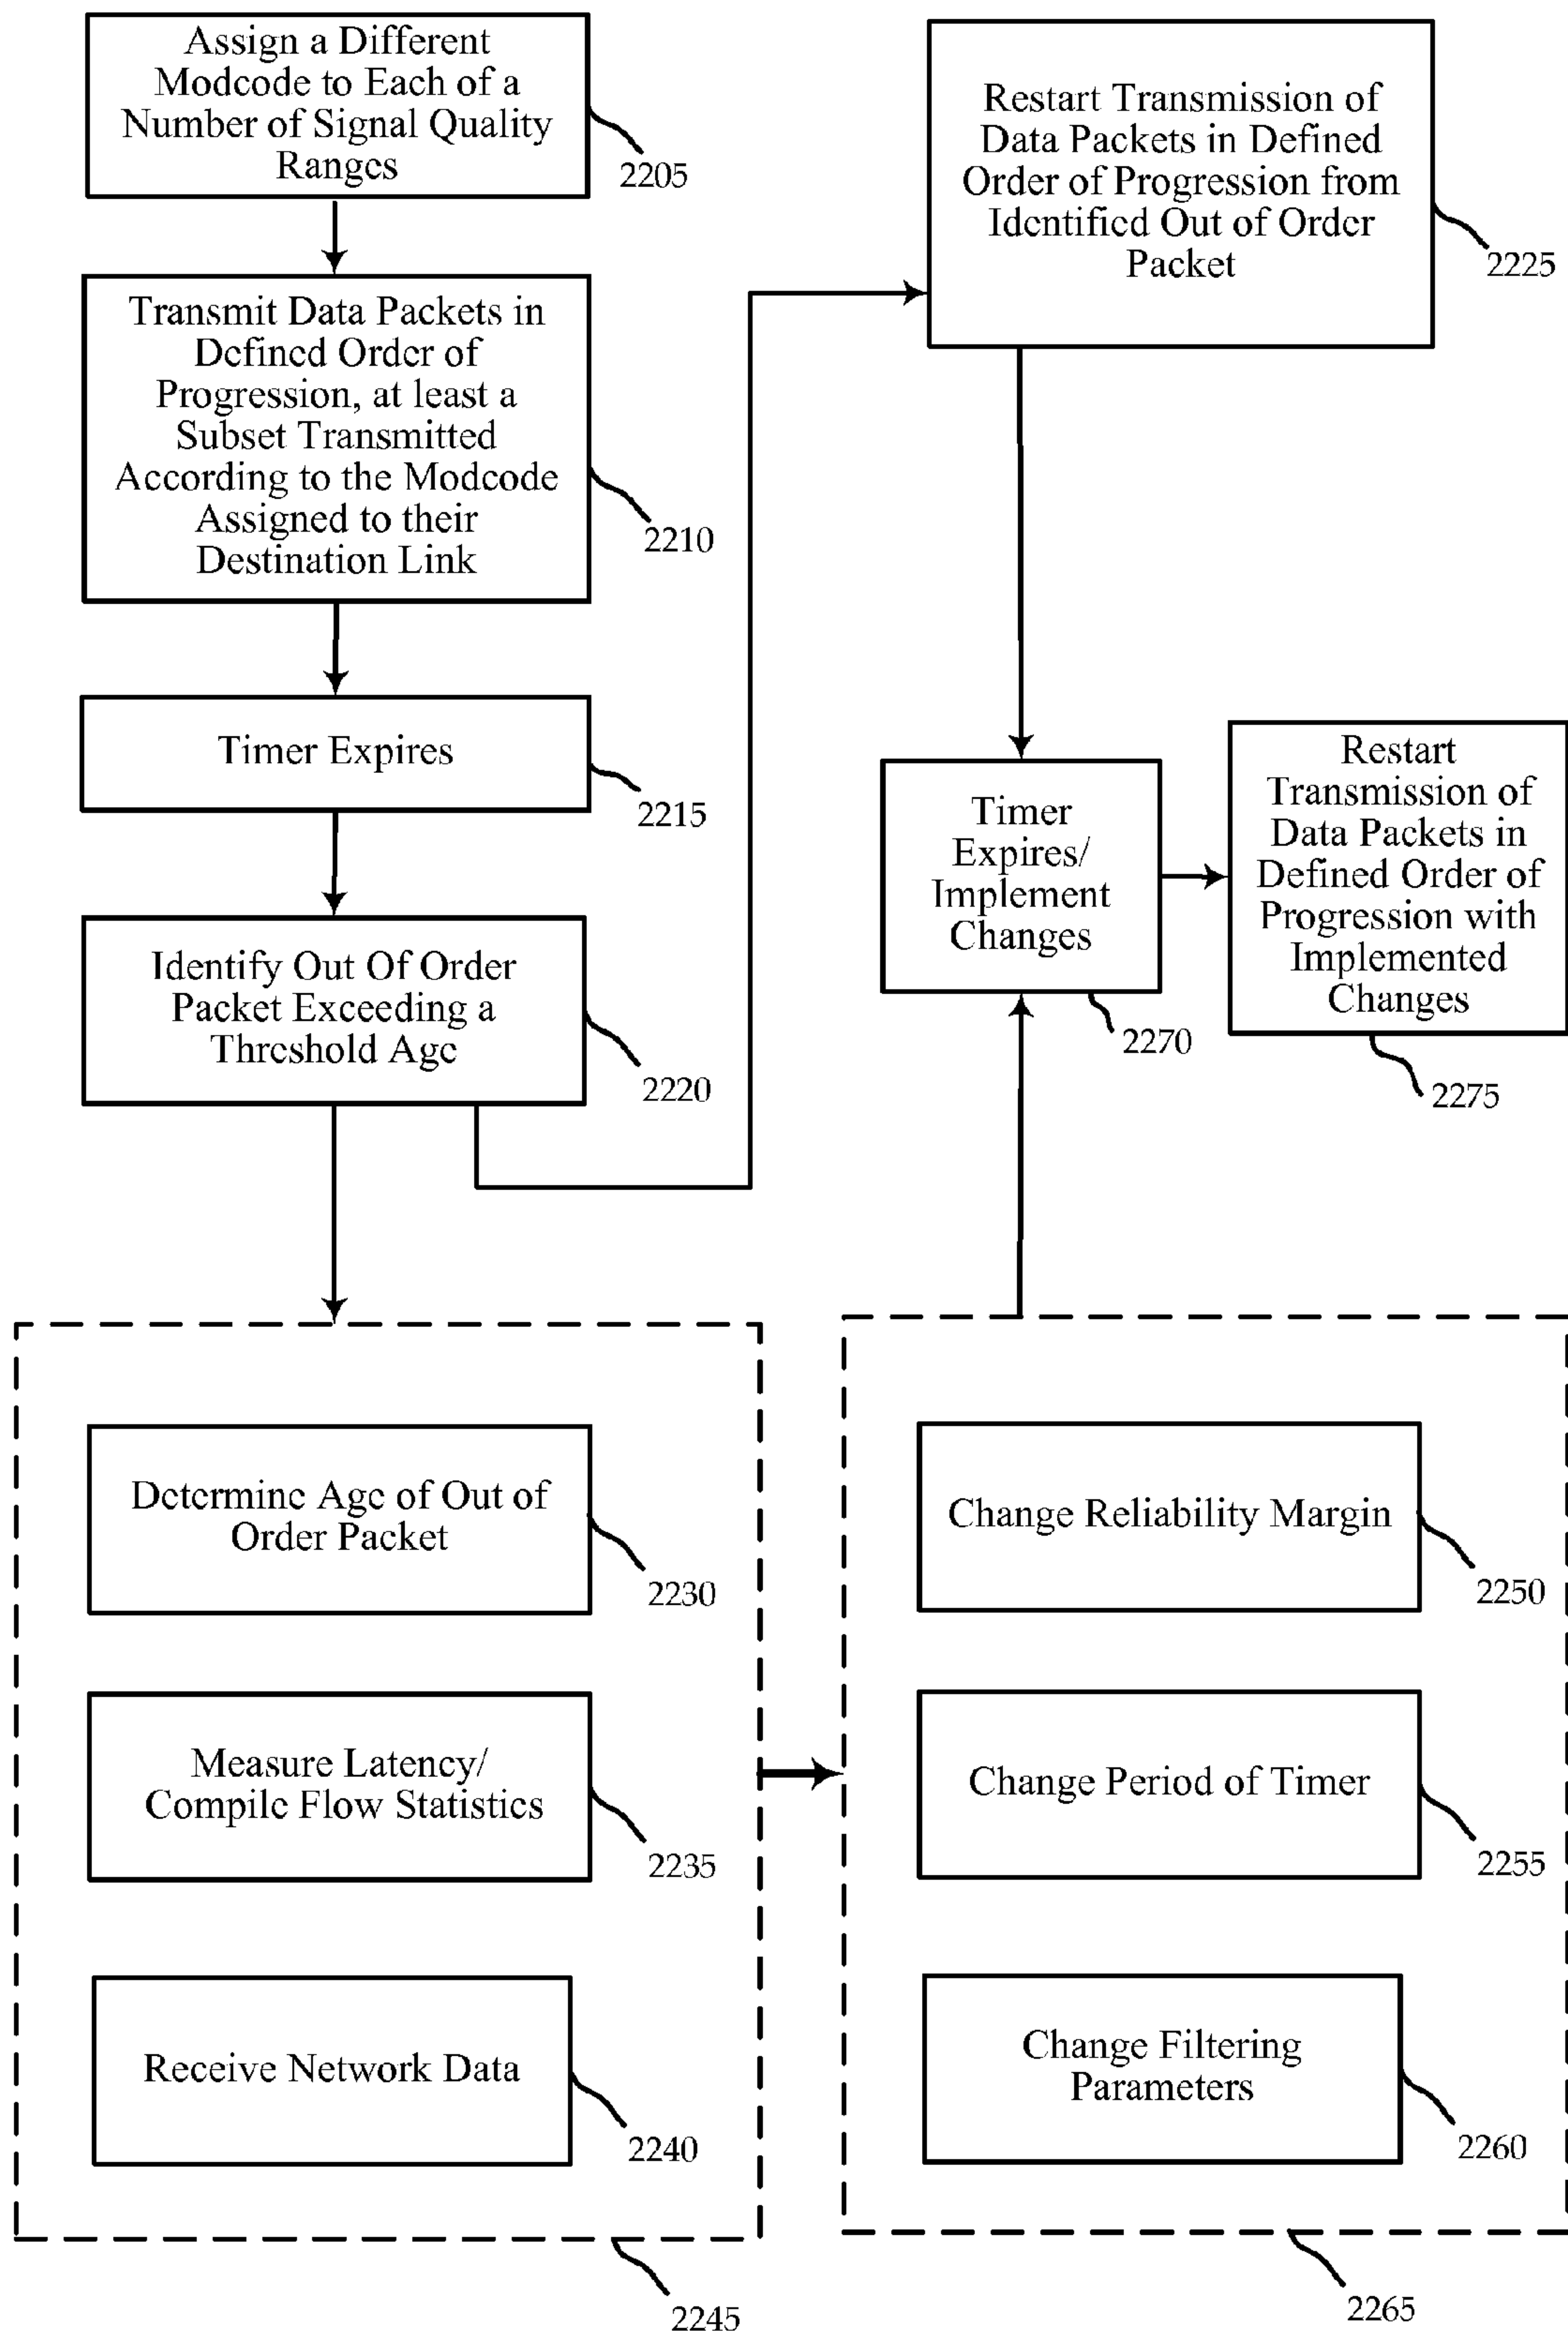 Assign a Different
Modcode to Each of a
Number of Signal Quality
Ranges
2205
Transmit Data Packets in
Defined Order of
Progression, at least a
Subset Transmitted
According to the Modcode
Assigned to their
Destination Link
2210
Timer Expires
2215
Identify Out Of Order
Packet Exceeding a
Threshold Age
2220
Restart Transmission of
Data Packets in Defined
Order of Progression from
Identified Out of Order
Packet
2225
Timer
Expires/
Implement
Changes
2270
Restart
Transmission of
Data Packets in
Defined Order of
Progression with
Implemented
Changes
2275
Determine Age of Out of
Order Packet
2230
Measure Latency/
Compile Flow Statistics
2235
Receive Network Data
2240
2245
Change Reliability Margin
2250
Change Period of Timer
2255
Change Filtering
Parameters
2260
2265